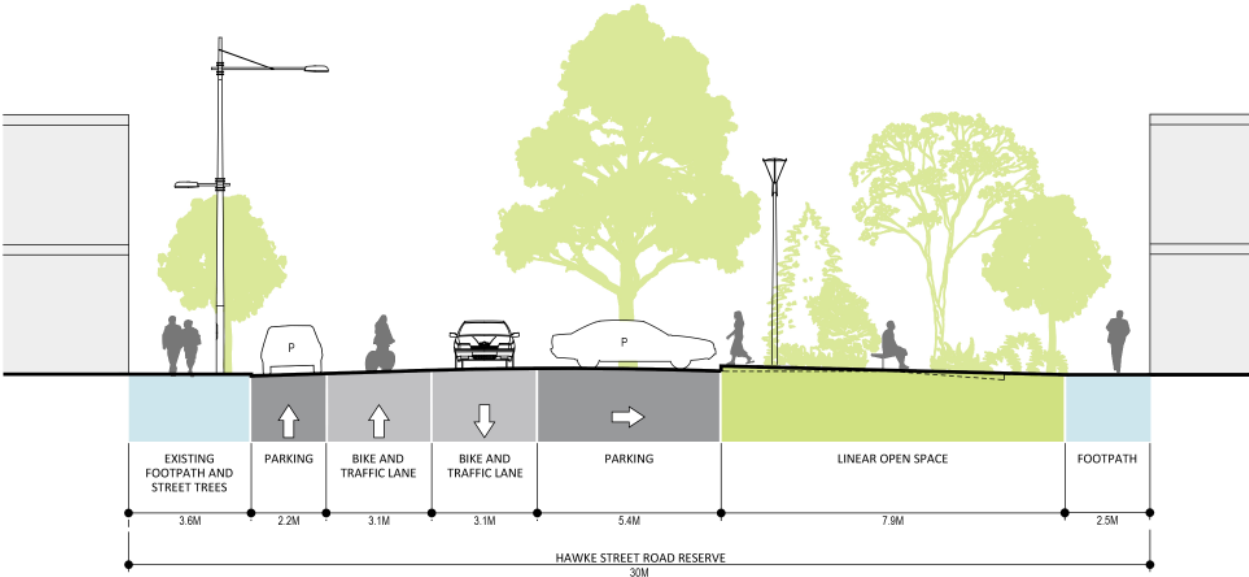 P
P
EXISTING
FOOTPATH AND
STREET TREES
PARKING
BIKE AND
TRAFFIC LANE
BIKE AND
TRAFFIC LANE
PARKING
LINEAR OPEN SPACE
FOOTPATH
3.6M
2.2M
3.1M
3.1M
5.4M
7.9M
2.5M
HAWKE STREET ROAD RESERVE
30M